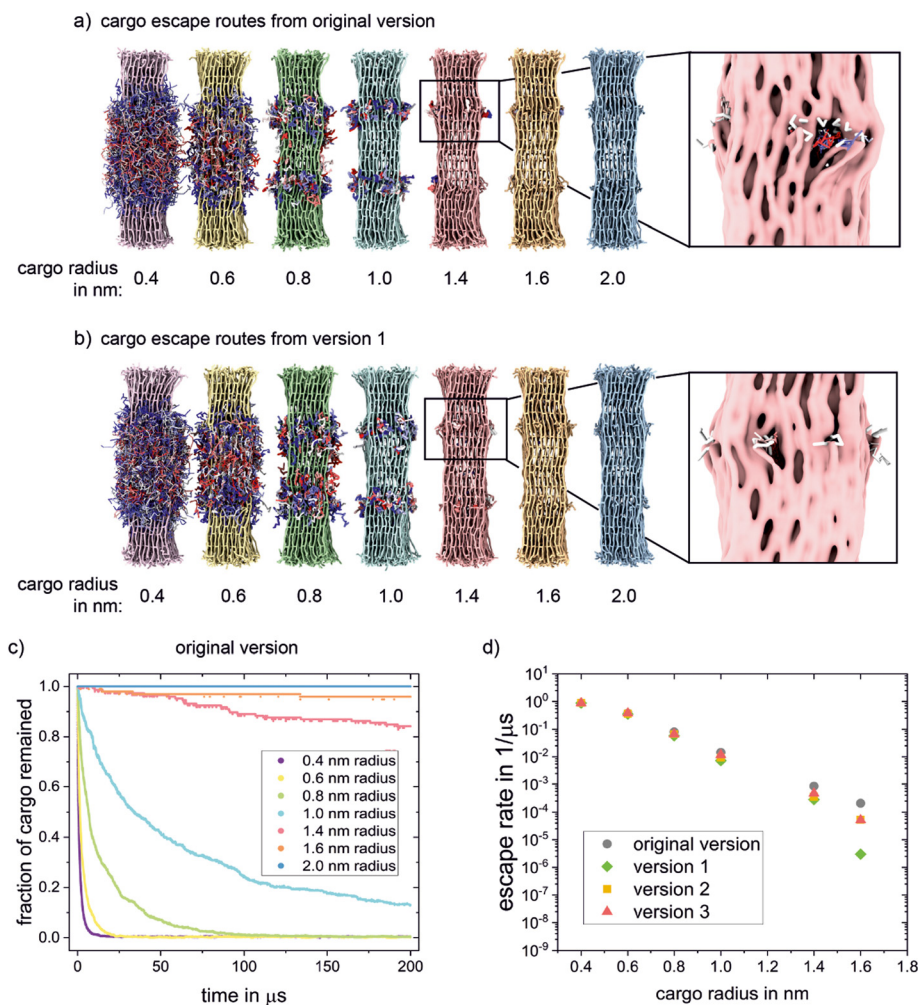 a) cargo escape routes from original version
cargo radius
in nm:
0.4 0.6 0.8 1.0 1.4 1.6 2.0
b) cargo escape routes from version 1
cargo radius
in nm:
0.4 0.6 0.8 1.0 1.4 1.6 2.0
c) original version
fraction of cargo remained
1.0
0.8
0.6
0.4
0.2
0.0
0.4 nm radius
0.6 nm radius
0.8 nm radius
1.0 nm radius
1.4 nm radius
1.6 nm radius
2.0 nm radius
0 50 100 150 200
time in µs
d)
escape rate in 1/µs
10¹
10⁰
10⁻¹
10⁻²
10⁻³
10⁻⁴
10⁻⁵
10⁻⁶
10⁻⁷
10⁻⁸
10⁻⁹
original version
version 1
version 2
version 3
0.4 0.6 0.8 1.0 1.2 1.4 1.6 1.8
cargo radius in nm